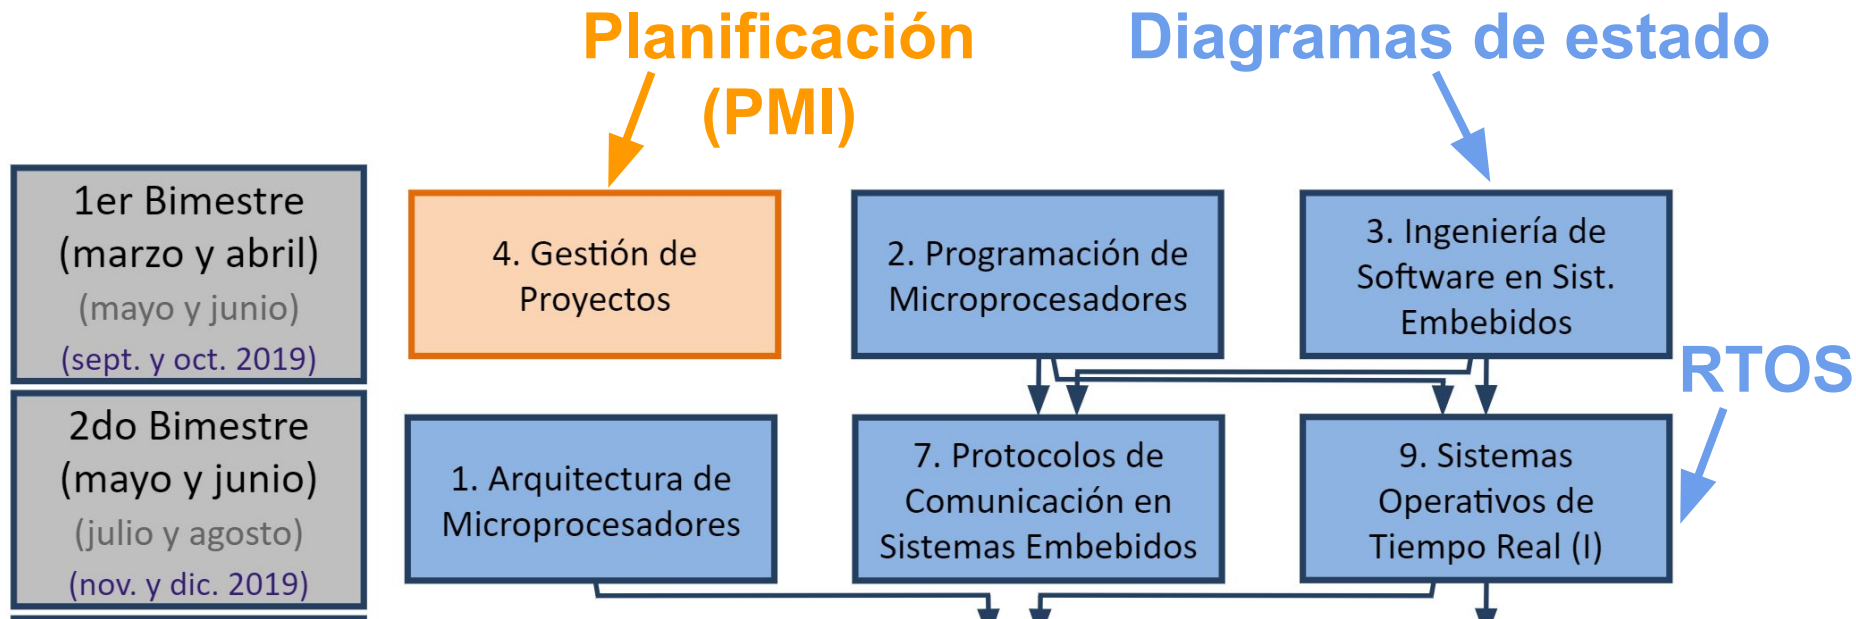 Planificación
(PMI)
Diagramas de estado
1er Bimestre
(marzo y abril)
(mayo y junio)
(sept. y oct. 2019)
4. Gestión de
Proyectos
2. Programación de
Microprocesadores
3. Ingeniería de
Software en Sist.
Embebidos
RTOS
2do Bimestre
(mayo y junio)
(julio y agosto)
(nov. y dic. 2019)
1. Arquitectura de
Microprocesadores
7. Protocolos de
Comunicación en
Sistemas Embebidos
9. Sistemas
Operativos de
Tiempo Real (I)